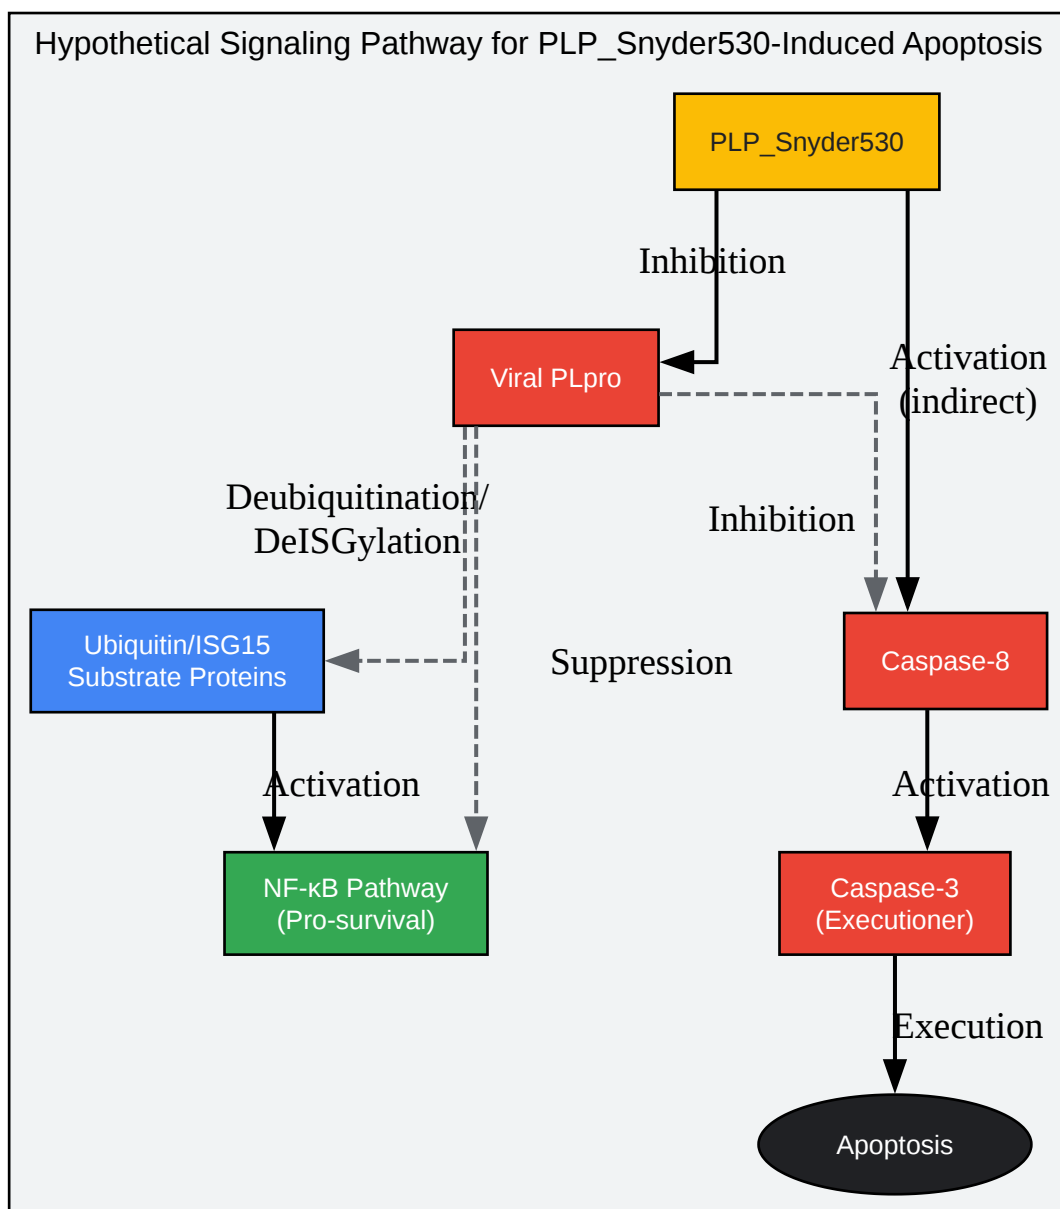 Hypothetical Signaling Pathway for PLP_Snyder530-Induced Apoptosis
PLP_Snyder530
Inhibition
Viral PLpro
Activation
(indirect)
Deubiquitination/
DeISGylation
Inhibition
Ubiquitin/ISG15
Substrate Proteins
Suppression
Caspase-8
Activation
Activation
NF-κB Pathway
(Pro-survival)
Caspase-3
(Executioner)
Execution
Apoptosis